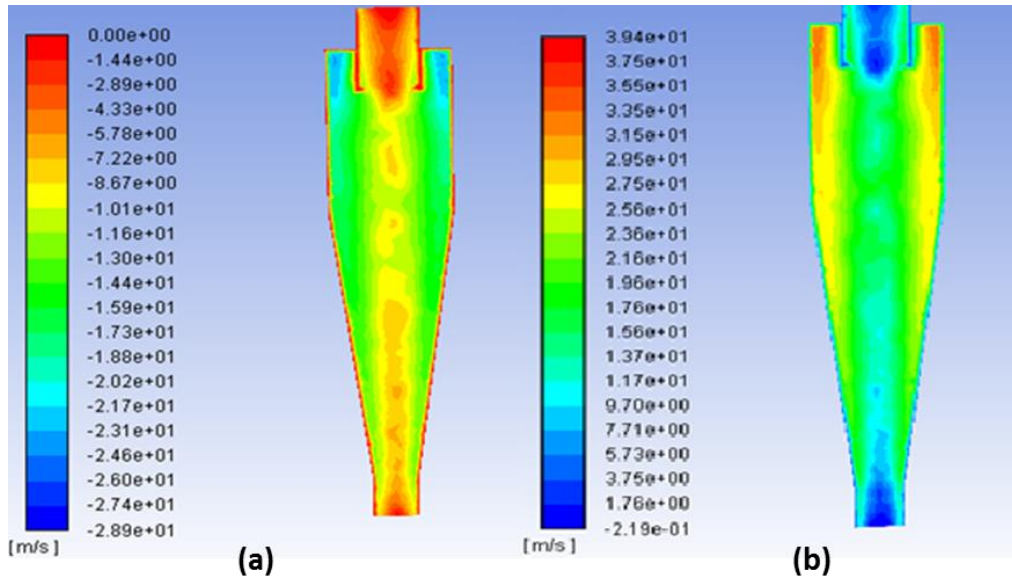 0.00e+00
-1.44e+00
-2.89e+00
-4.33e+00
-5.78e+00
-7.22e+00
-8.67e+00
-1.01e+01
-1.16e+01
-1.30e+01
-1.44e+01
-1.59e+01
-1.73e+01
-1.88e+01
-2.02e+01
-2.17e+01
-2.31e+01
-2.46e+01
-2.60e+01
-2.74e+01
-2.89e+01
[m/s]
(a)
3.94e+01
3.75e+01
3.55e+01
3.35e+01
3.15e+01
2.95e+01
2.75e+01
2.56e+01
2.36e+01
2.16e+01
1.96e+01
1.76e+01
1.56e+01
1.37e+01
1.17e+01
9.70e+00
7.71e+00
5.73e+00
3.75e+00
1.76e+00
-2.19e-01
[m/s]
(b)